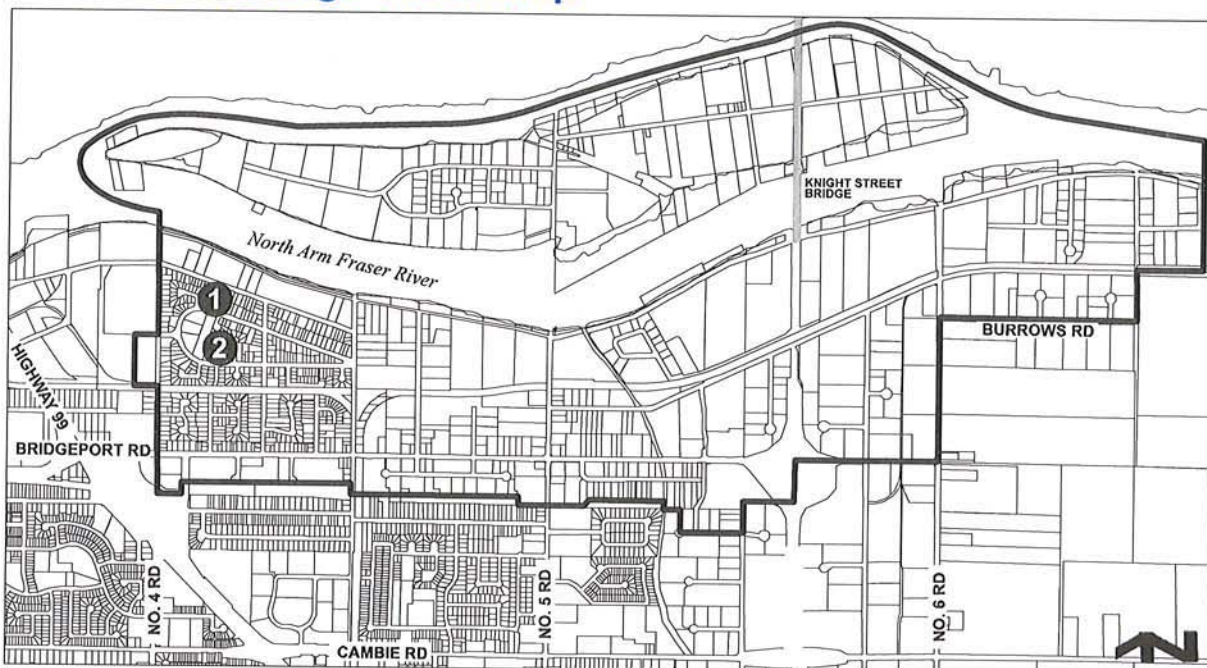 KNIGHT STREET
BRIDGE
North Arm Fraser River
1
2
BURROWS RD
HIGHWAY 99
BRIDGEPORT RD
NO. 4 RD
NO. 5 RD
NO. 6 RD
CAMBIE RD
N